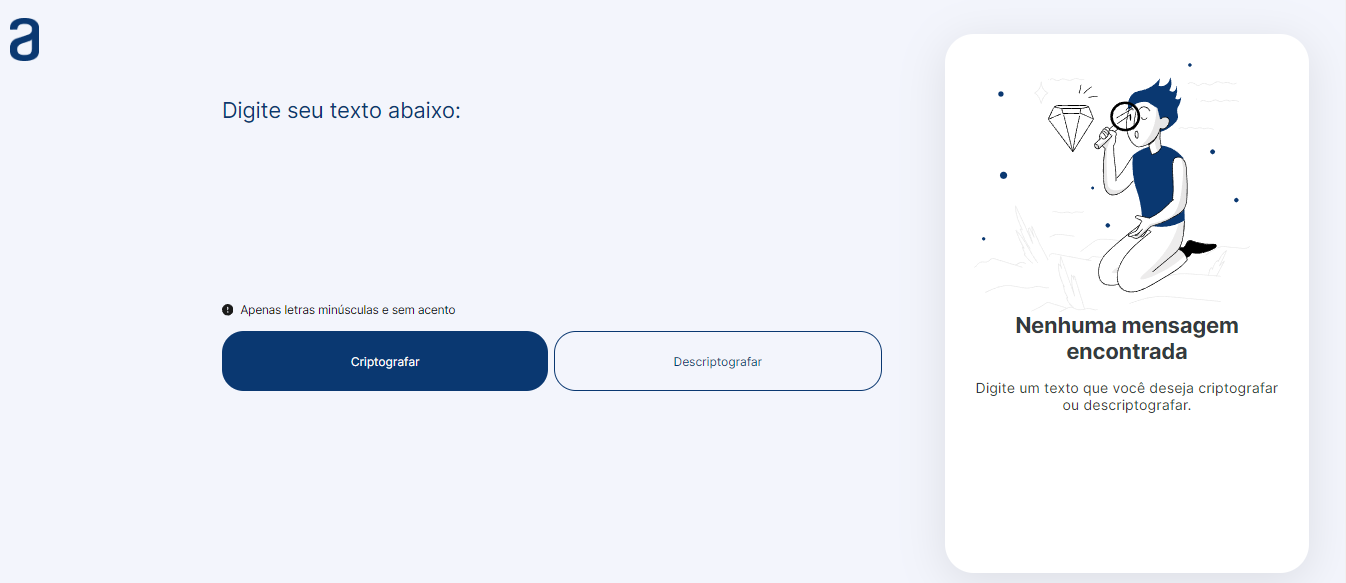 a
Digite seu texto abaixo:
Apenas letras minúsculas e sem acento
Criptografar
Descriptografar
Nenhuma mensagem
encontrada
Digite um texto que você deseja criptografar
ou descriptografar.